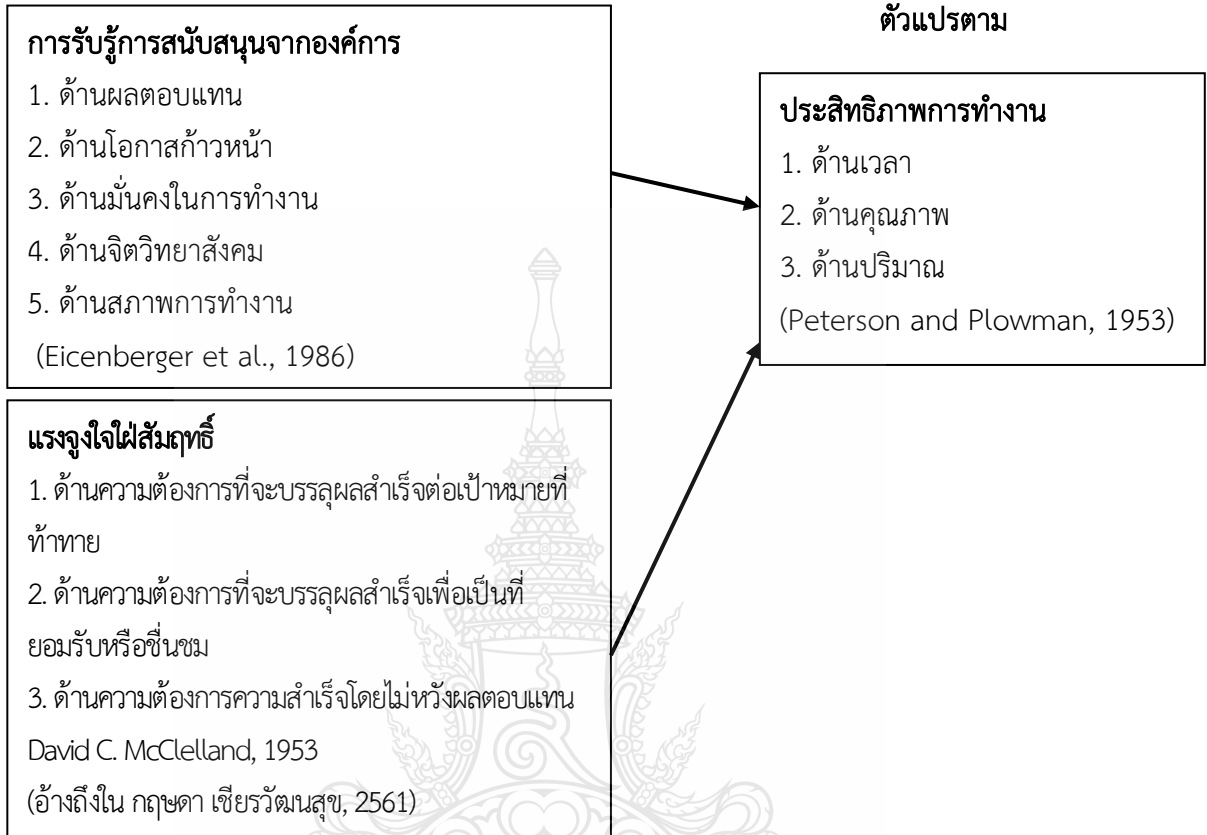 การรับรู้การสนับสนุนจากองค์การ
1. ด้านผลตอบแทน
2. ด้านโอกาสก้าวหน้า
3. ด้านมั่นคงในการทำงาน
4. ด้านจิตวิทยาสังคม
5. ด้านสภาพการทำงาน
(Eicenberger et al., 1986)
แรงจูงใจใฝ่สัมฤทธิ์
1. ด้านความต้องการที่จะบรรลุผลสำเร็จต่อเป้าหมายที่
ท้าทาย
2. ด้านความต้องการที่จะบรรลุผลสำเร็จเพื่อเป็นที่
ยอมรับหรือชื่นชม
3. ด้านความต้องการความสำเร็จโดยไม่หวังผลตอบแทน
David C. McClelland, 1953
(อ้างถึงใน กฤษดา เชียรวัฒนสุข, 2561)
ตัวแปรตาม
ประสิทธิภาพการทำงาน
1. ด้านเวลา
2. ด้านคุณภาพ
3. ด้านปริมาณ
(Peterson and Plowman, 1953)